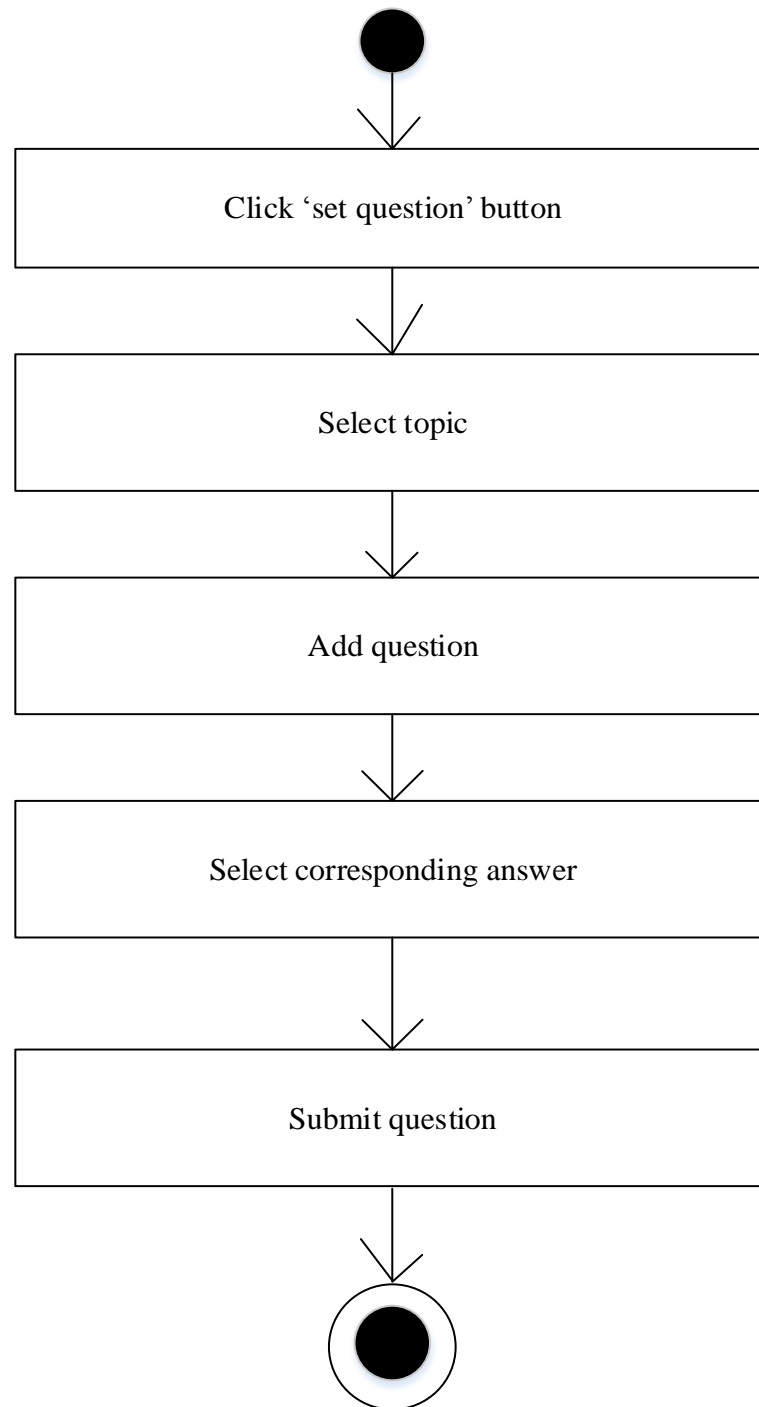 Click ‘set question’ button
Select topic
Add question
Select corresponding answer
Submit question